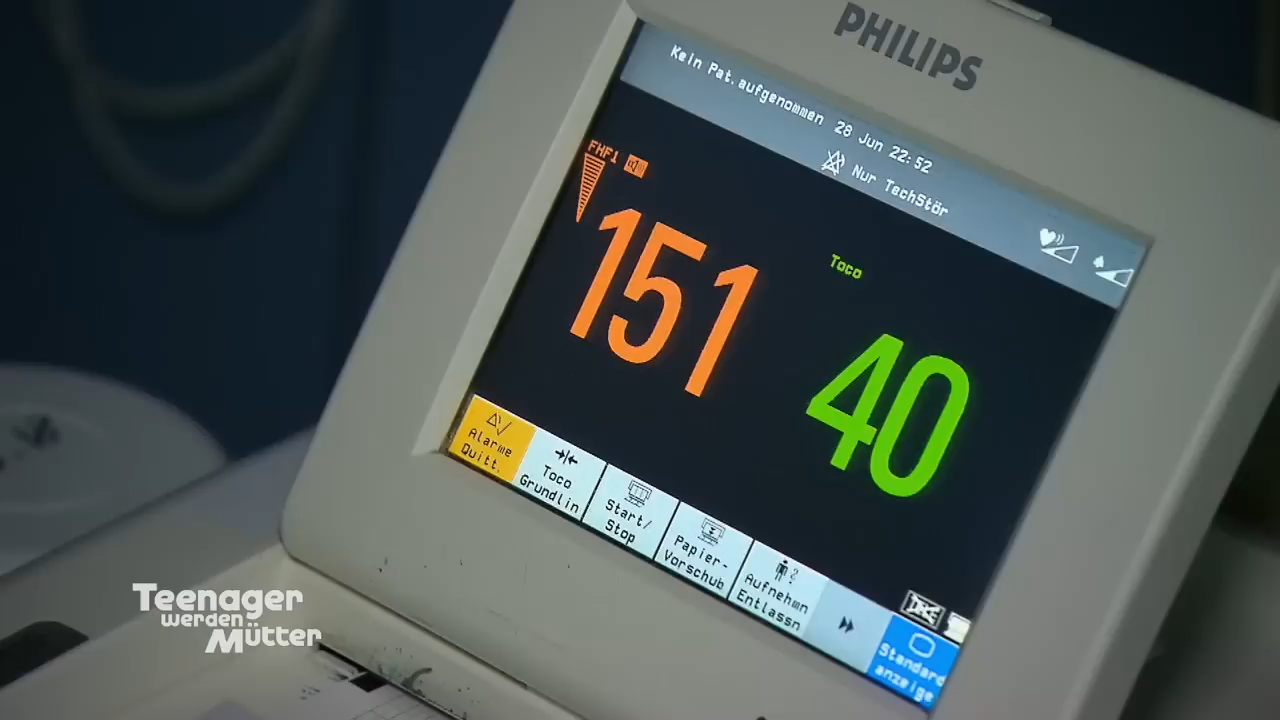 PHILIPS
Kein Pat.aufgenommen 28 Jun 22:52
Nur TechStör
FHF1
151
Toco
40
Alarme
Quitt.
Toco
Grundlin
Start/
Stop
Papier-
Vorschub
Aufnehmn
Entlassn
Standard
anzeige
Teenager
werden
Mütter